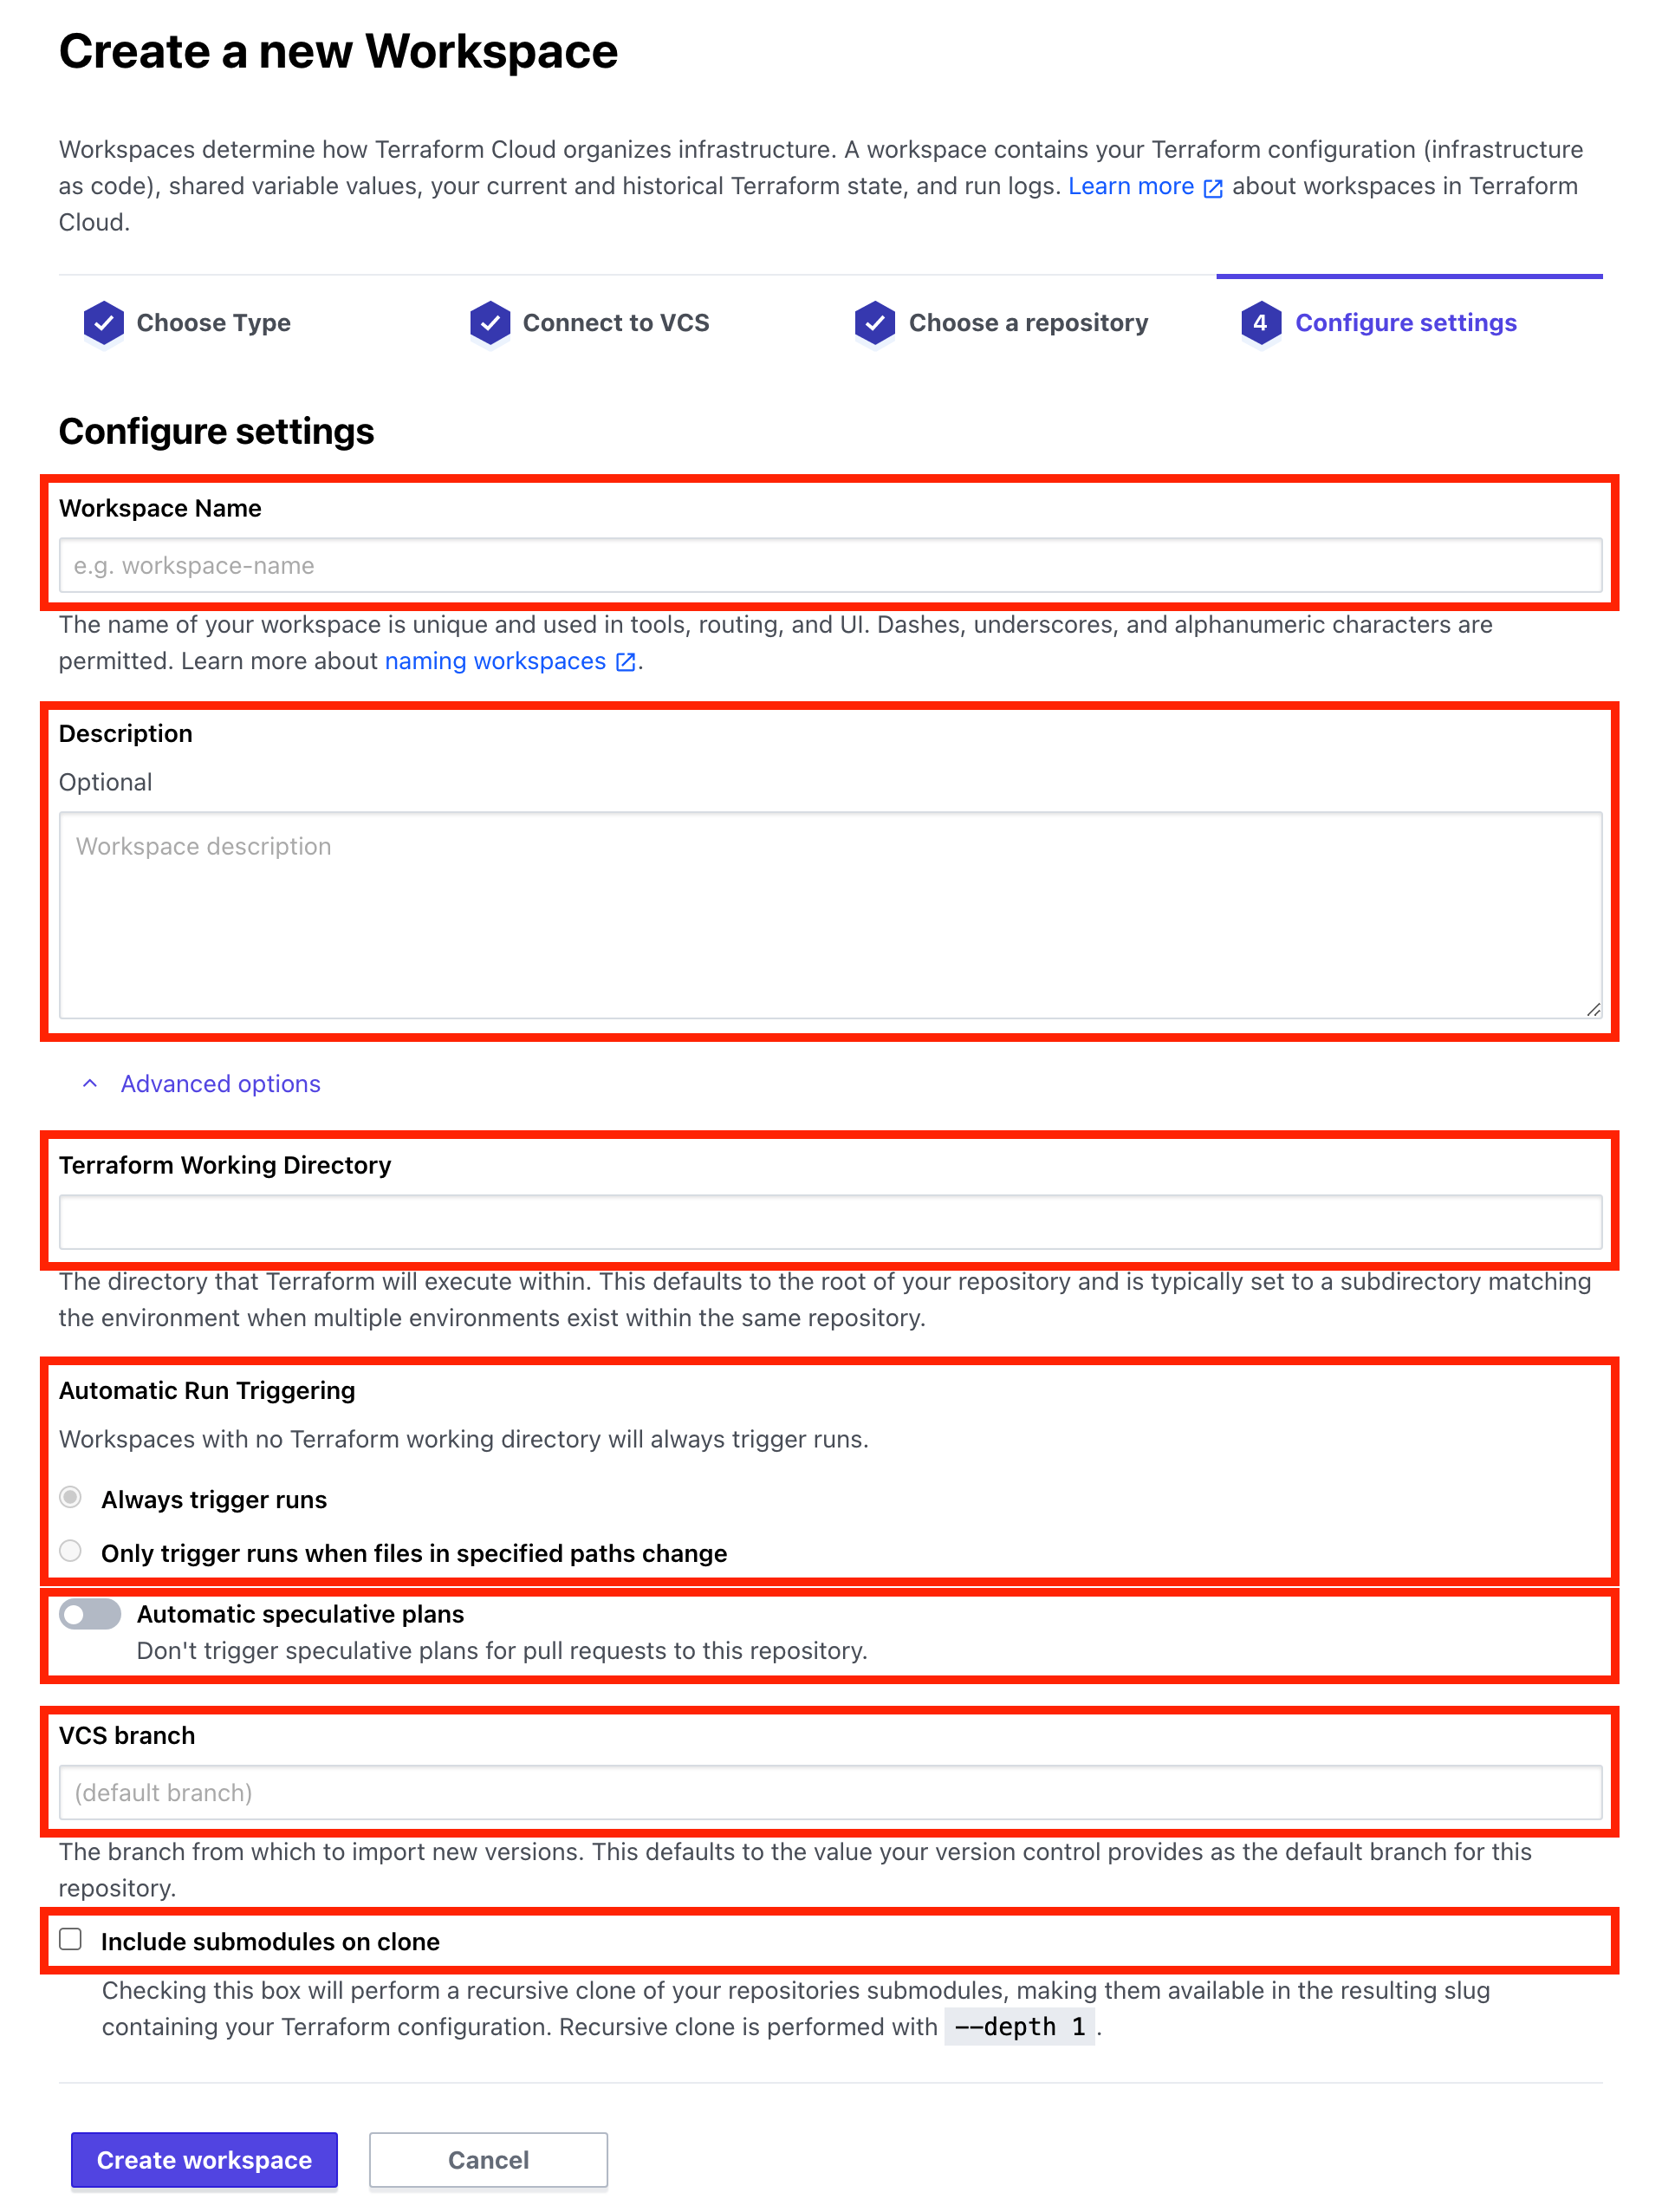 Create a new Workspace
Workspaces determine how Terraform Cloud organizes infrastructure. A workspace contains your Terraform configuration (infrastructure
as code), shared variable values, your current and historical Terraform state, and run logs. Learn more about workspaces in Terraform
Cloud.
Choose Type
Connect to VCS
Choose a repository
4 Configure settings
Configure settings
Workspace Name
e.g. workspace-name
The name of your workspace is unique and used in tools, routing, and UI. Dashes, underscores, and alphanumeric characters are
permitted. Learn more about naming workspaces.
Description
Optional
Workspace description
Advanced options
Terraform Working Directory
The directory that Terraform will execute within. This defaults to the root of your repository and is typically set to a subdirectory matching
the environment when multiple environments exist within the same repository.
Automatic Run Triggering
Workspaces with no Terraform working directory will always trigger runs.
Always trigger runs
Only trigger runs when files in specified paths change
Automatic speculative plans
Don't trigger speculative plans for pull requests to this repository.
VCS branch
(default branch)
The branch from which to import new versions. This defaults to the value your version control provides as the default branch for this
repository.
Include submodules on clone
Checking this box will perform a recursive clone of your repositories submodules, making them available in the resulting slug
containing your Terraform configuration. Recursive clone is performed with --depth 1.
Create workspace
Cancel